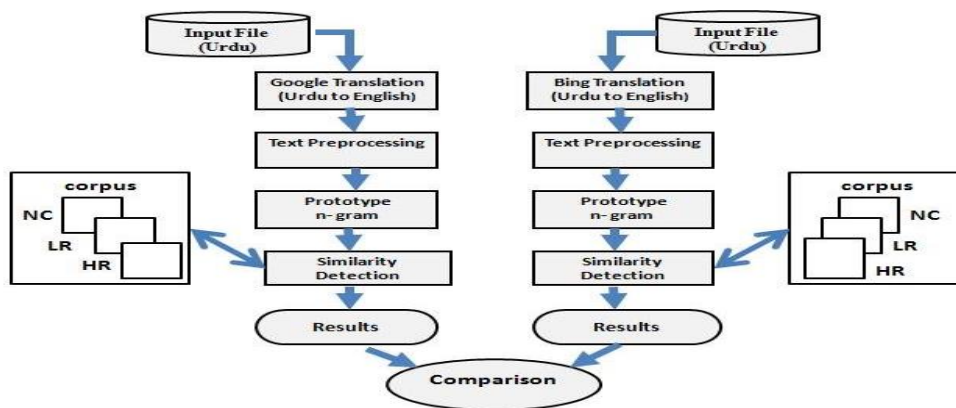 Input File
(Urdu)
Input File
(Urdu)
Google Translation
(Urdu to English)
Bing Translation
(Urdu to English)
Text Preprocessing
Text Preprocessing
corpus
NC
LR
HR
Prototype
n- gram
Prototype
n- gram
corpus
NC
LR
HR
Similarity
Detection
Similarity
Detection
Results
Results
Comparison